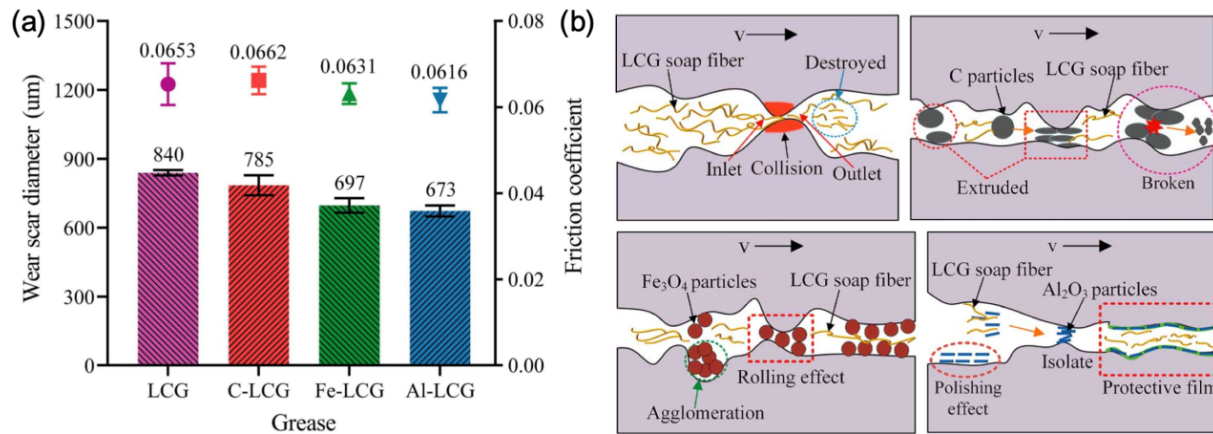 (a)
Wear scar diameter (um)
1500
1200
900
600
300
0
0.0653
0.0662
0.0631
0.0616
840
785
697
673
LCG
C-LCG
Fe-LCG
Al-LCG
Grease
0.08
0.06
0.04
0.02
0.00
Friction coefficient
(b)
v
LCG soap fiber
Destroyed
Inlet
Collision
Outlet
v
C particles
LCG soap fiber
Extruded
Broken
v
Fe₃O₄ particles
LCG soap fiber
Rolling effect
Agglomeration
v
LCG soap fiber
Al₂O₃ particles
Isolate
Polishing
effect
Protective film